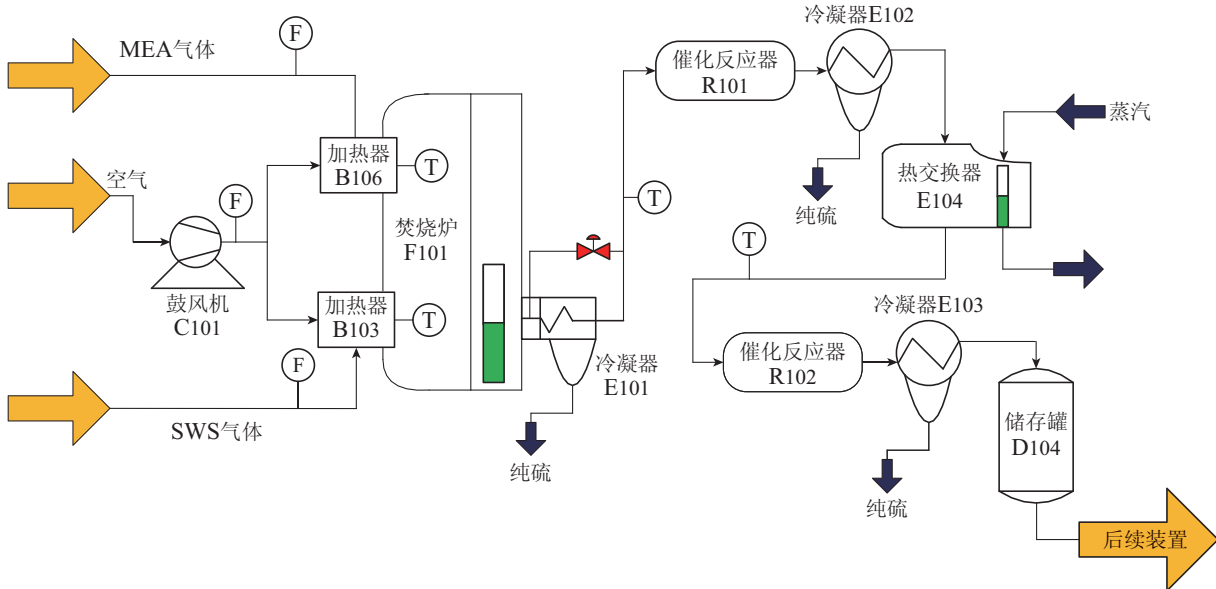 MEA气体
F
空气
F
鼓风机
C101
SWS气体
F
加热器
B106
T
加热器
B103
T
焚烧炉
F101
冷凝器
E101
纯硫
T
催化反应器
R101
冷凝器E102
纯硫
蒸汽
热交换器
E104
T
催化反应器
R102
冷凝器E103
纯硫
储存罐
D104
后续装置